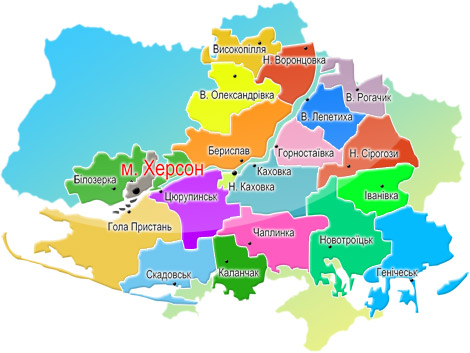 Високопілля
Н. Воронцовка
В. Олександрівка
В. Рогачик
В. Лепетиха
Берислав
Горностаївка
Н. Сірогози
м. Херсон
Каховка
Білозерка
Н. Каховка
Цюрупинськ
Іванівка
Гола Пристань
Чаплинка
Новотроїцьк
Скадовськ
Каланчак
Генічеськ